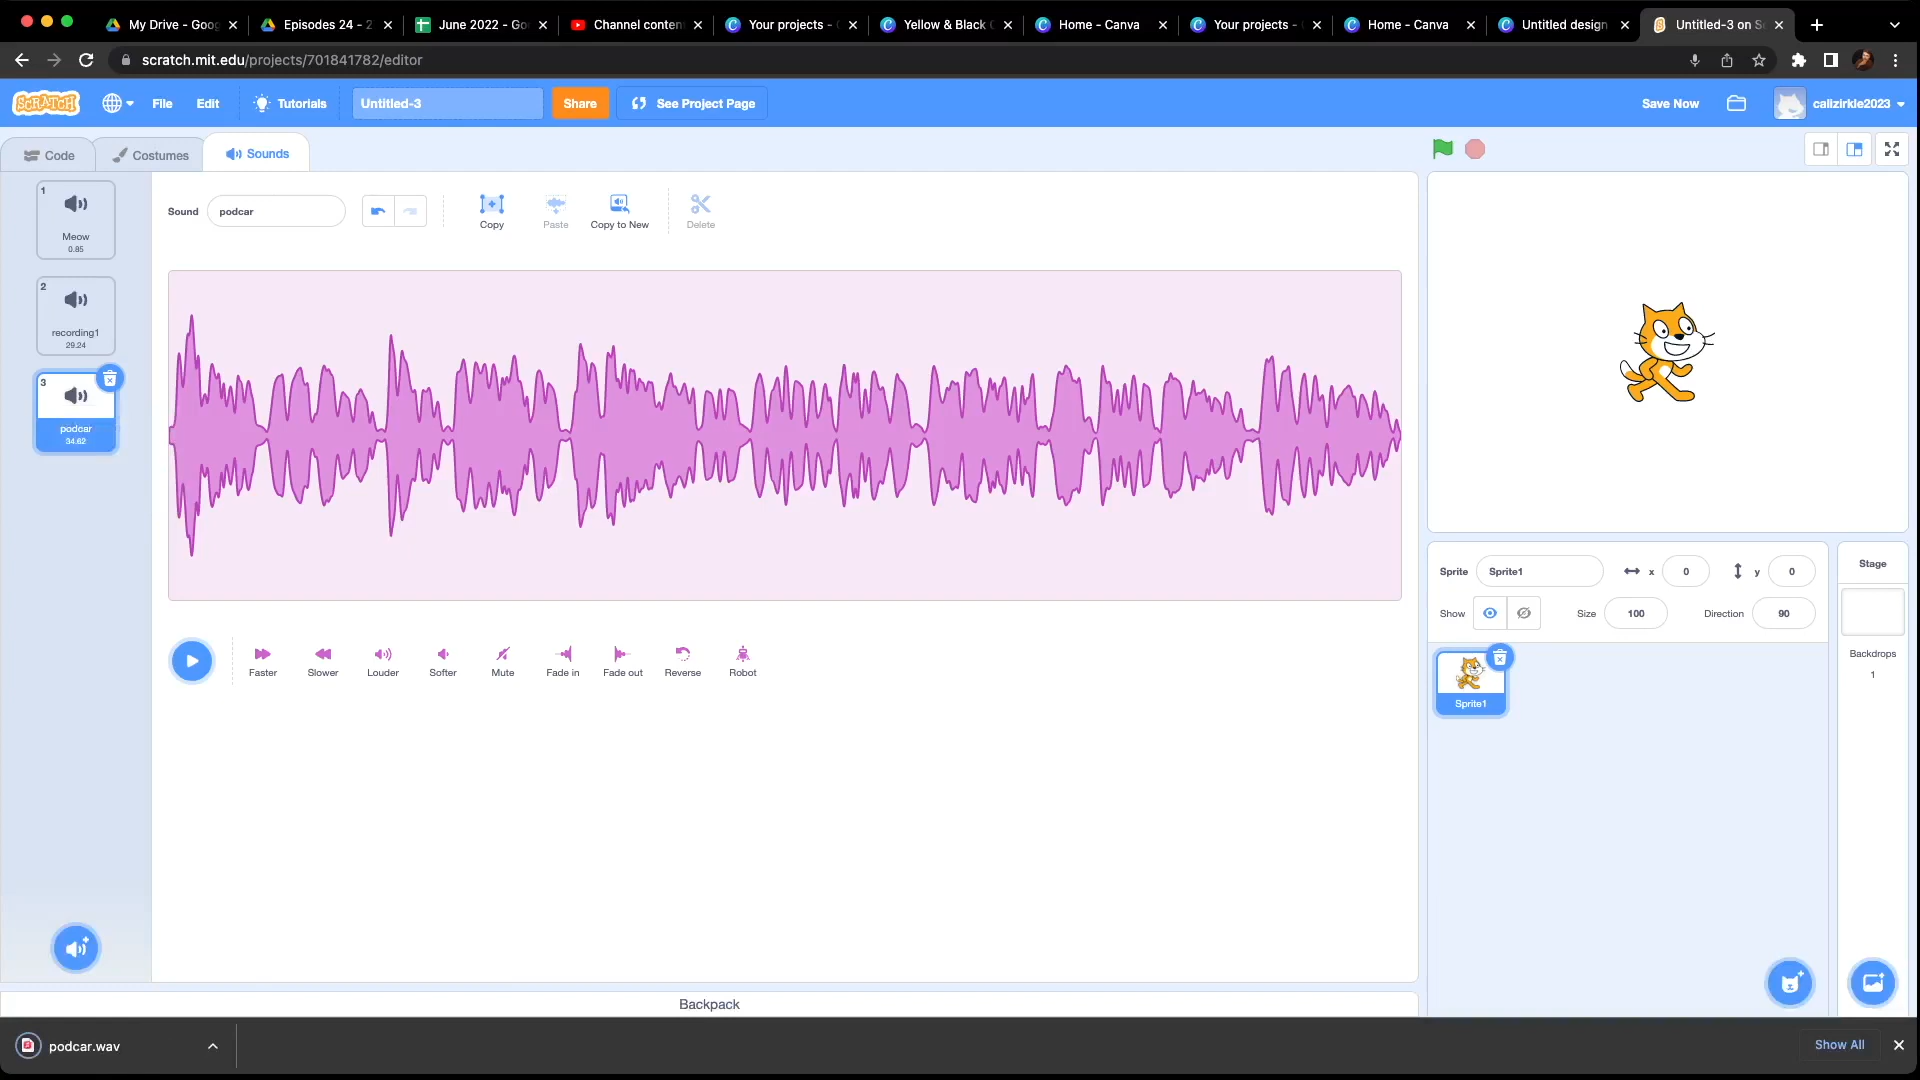 My Drive - Goog
Episodes 24 - 2
June 2022 - Go
Channel conten
Your projects -
Yellow & Black
Home - Canva
Your projects -
Home - Canva
Untitled design
Untitled-3 on S
scratch.mit.edu/projects/701841782/editor
SCRATCH
File
Edit
Tutorials
Untitled-3
Share
See Project Page
Save Now
calizirkle2023
Code
Costumes
Sounds
1
Meow
0.85
2
recording1
29.24
3
podcar
34.62
Sound
podcar
Copy
Paste
Copy to New
Delete
Faster
Slower
Louder
Softer
Mute
Fade in
Fade out
Reverse
Robot
Sprite
Sprite1
x
0
y
0
Show
Size
100
Direction
90
Sprite1
Stage
Backdrops
1
Backpack
podcar.wav
Show All